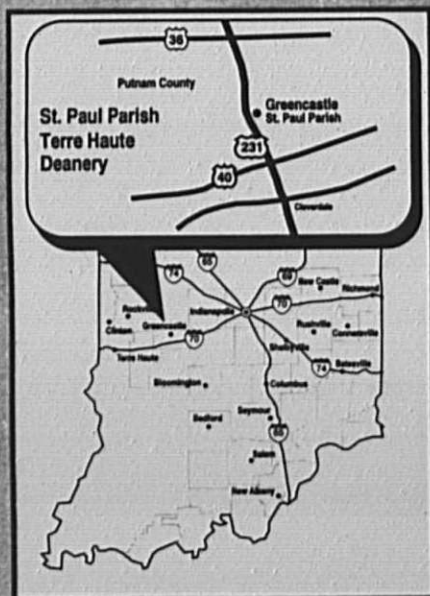 36
Putnam County
St. Paul Parish
Terre Haute
Deanery
Greencastle
St. Paul Parish
231
40
Cloverdale
65
74
69
New Castle
70
Richmond
Rockville
Indianapolis
Clinton
Greencastle
Rushville
Connersville
70
Shelbyville
Terre Haute
74
Batesville
Bloomington
Columbus
Seymour
Bedford
65
Salem
New Albany